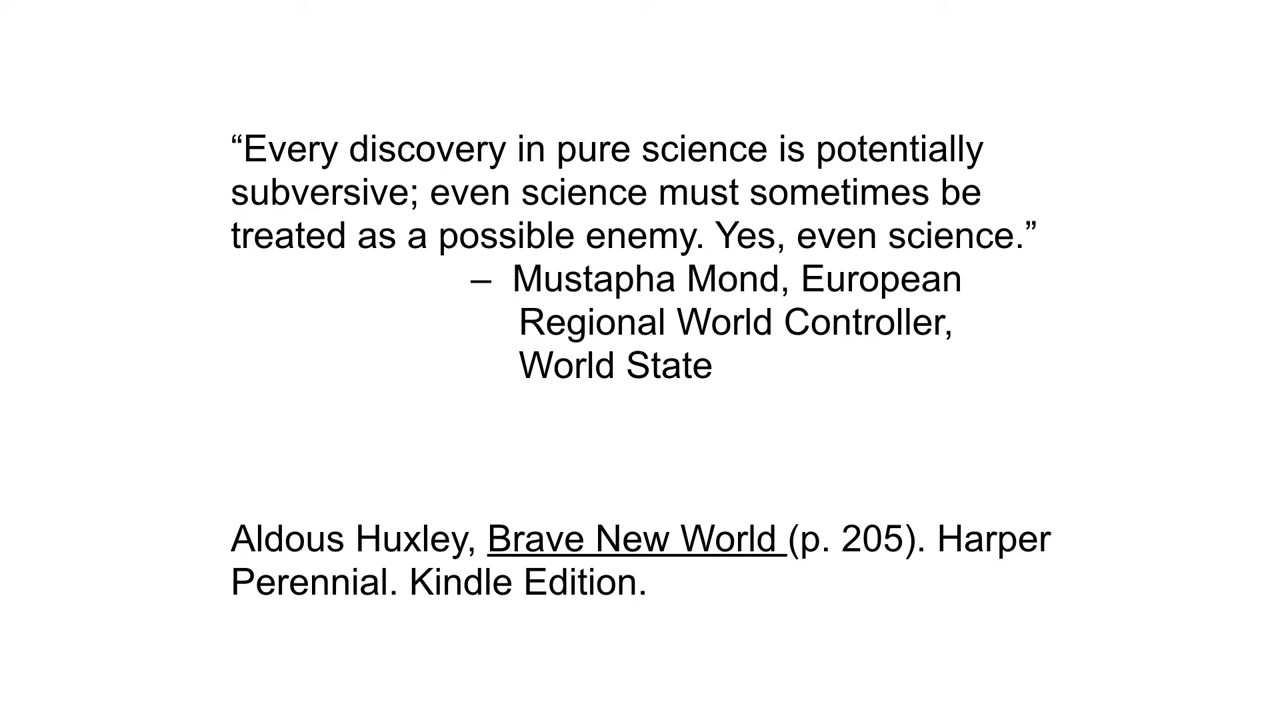 “Every discovery in pure science is potentially
subversive; even science must sometimes be
treated as a possible enemy. Yes, even science.”
– Mustapha Mond, European
Regional World Controller,
World State
Aldous Huxley, Brave New World (p. 205). Harper
Perennial. Kindle Edition.